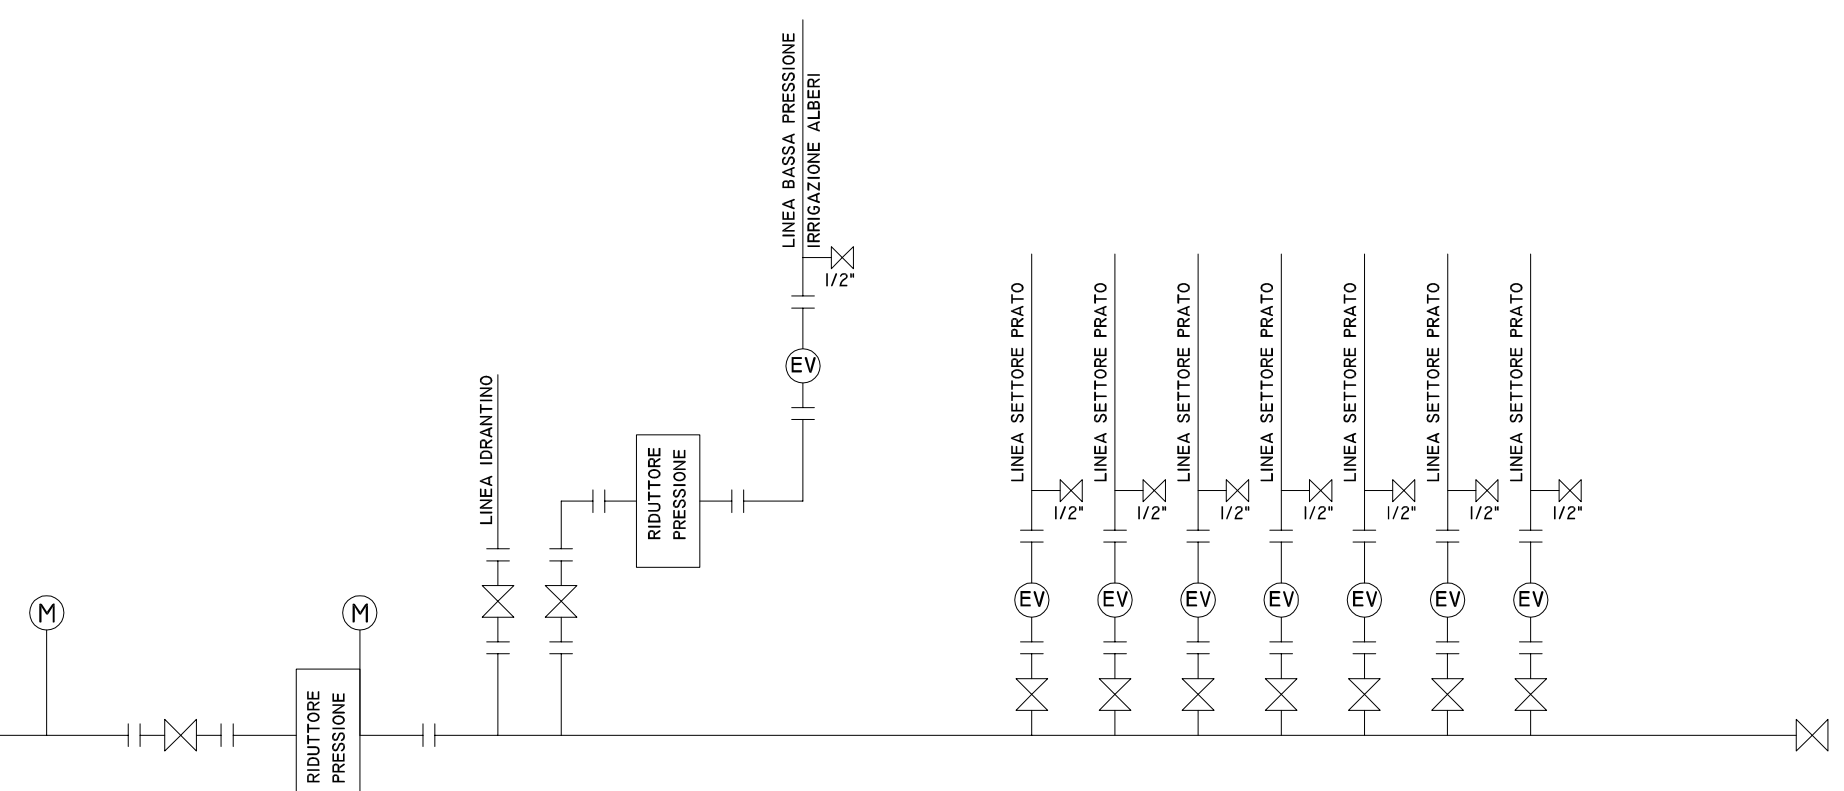 LINEA BASSA PRESSIONE
IRRIGAZIONE ALBERI
1/2"
EV
LINEA IDRANTINO
RIDUTTORE
PRESSIONE
LINEA SETTORE PRATO
LINEA SETTORE PRATO
LINEA SETTORE PRATO
LINEA SETTORE PRATO
LINEA SETTORE PRATO
LINEA SETTORE PRATO
LINEA SETTORE PRATO
1/2"
1/2"
1/2"
1/2"
1/2"
1/2"
1/2"
EV
EV
EV
EV
EV
EV
EV
M
M
RIDUTTORE
PRESSIONE